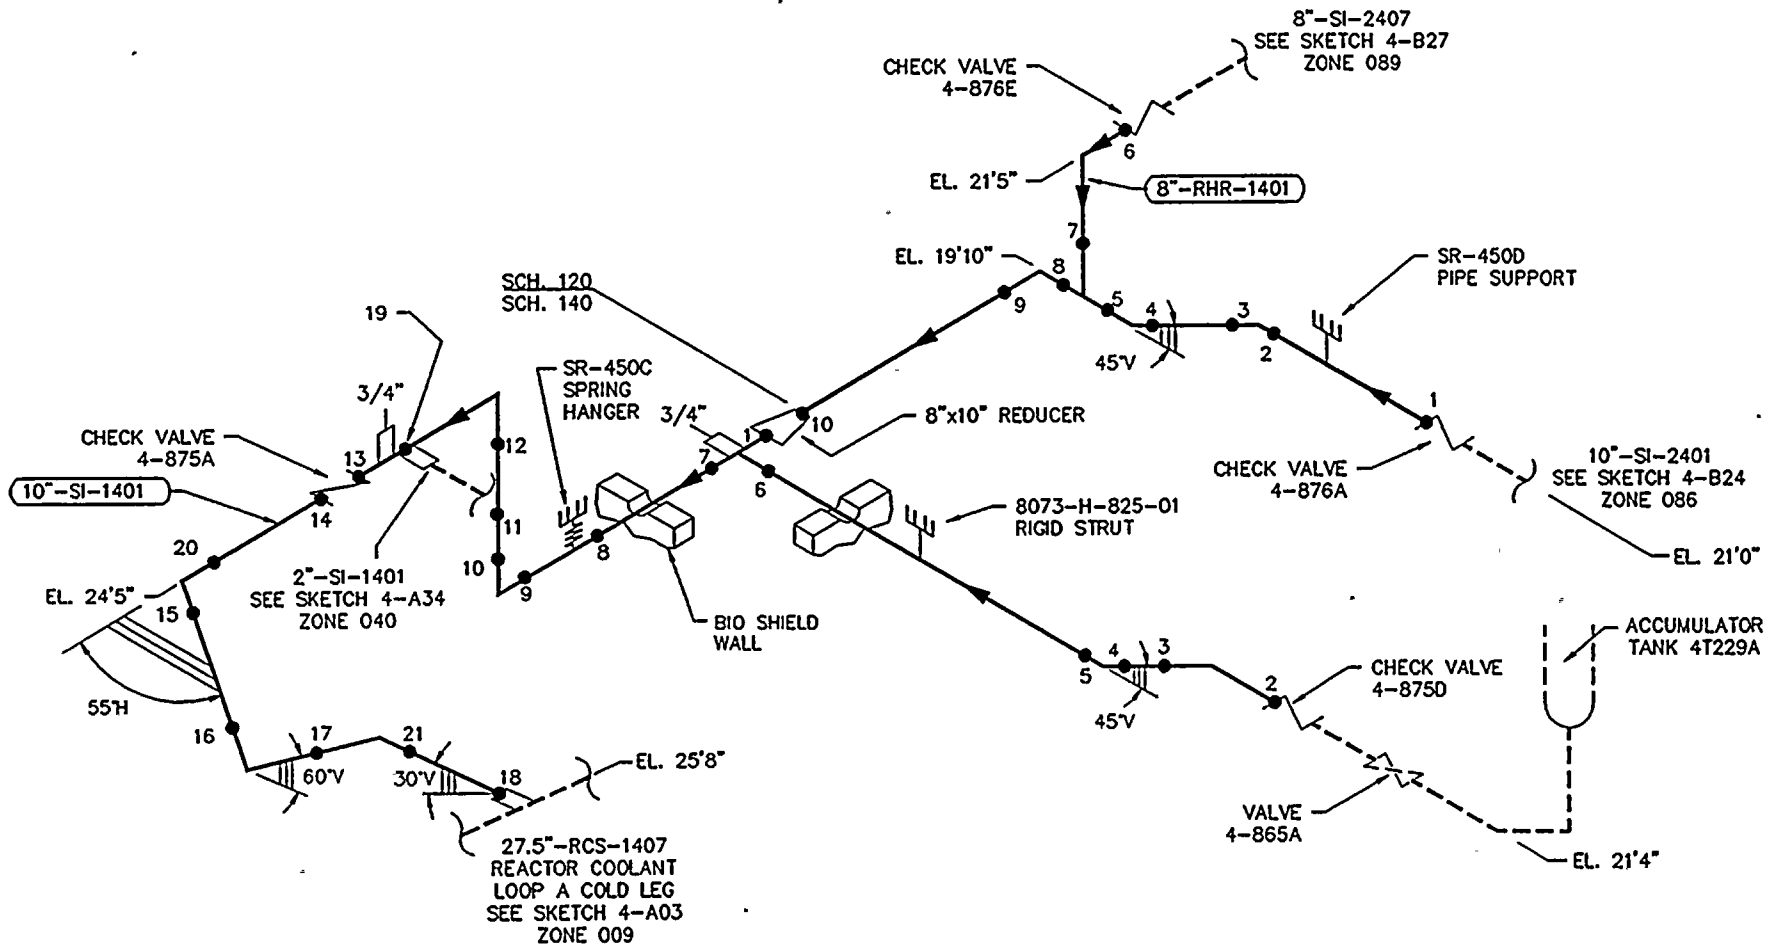 8"-SI-2407
SEE SKETCH 4-B27
ZONE 089
CHECK VALVE
4-876E
6
EL. 21'5"
8"-RHR-1401
7
EL. 19'10"
8
9
5
4
3
2
45°V
SR-450D
PIPE SUPPORT
1
CHECK VALVE
4-876A
10"-SI-2401
SEE SKETCH 4-B24
ZONE 086
EL. 21'0"
SCH. 120
SCH. 140
19
3/4"
SR-450C
SPRING
HANGER
3/4"
1
10
8"x10" REDUCER
CHECK VALVE
4-875A
13
12
7
6
10"-SI-1401
14
11
8
8073-H-825-01
RIGID STRUT
20
10
9
2"-SI-1401
SEE SKETCH 4-A34
ZONE 040
EL. 24'5"
15
BIO SHIELD
WALL
55°H
16
17
21
60°V
30°V
18
EL. 25'8"
27.5"-RCS-1407
REACTOR COOLANT
LOOP A COLD LEG
SEE SKETCH 4-A03
ZONE 009
5
4
3
45°V
2
CHECK VALVE
4-875D
ACCUMULATOR
TANK 4T229A
VALVE
4-865A
EL. 21'4"